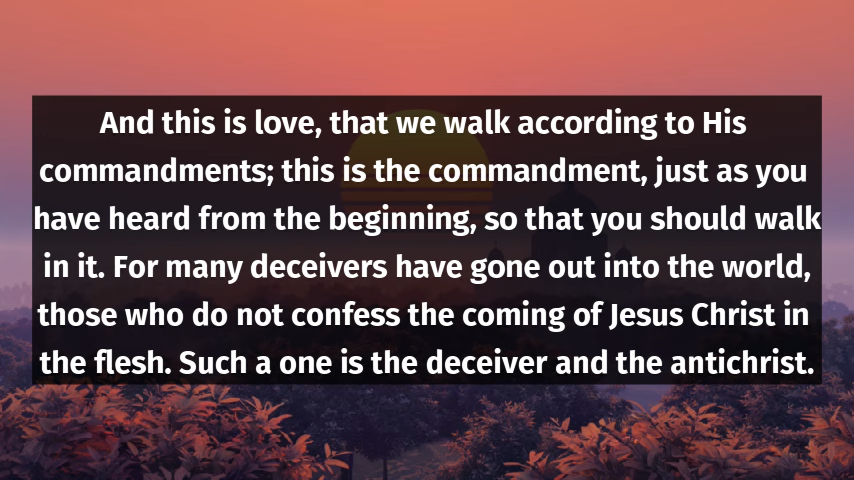 And this is love, that we walk according to His
commandments; this is the commandment, just as you
have heard from the beginning, so that you should walk
in it. For many deceivers have gone out into the world,
those who do not confess the coming of Jesus Christ in
the flesh. Such a one is the deceiver and the antichrist.